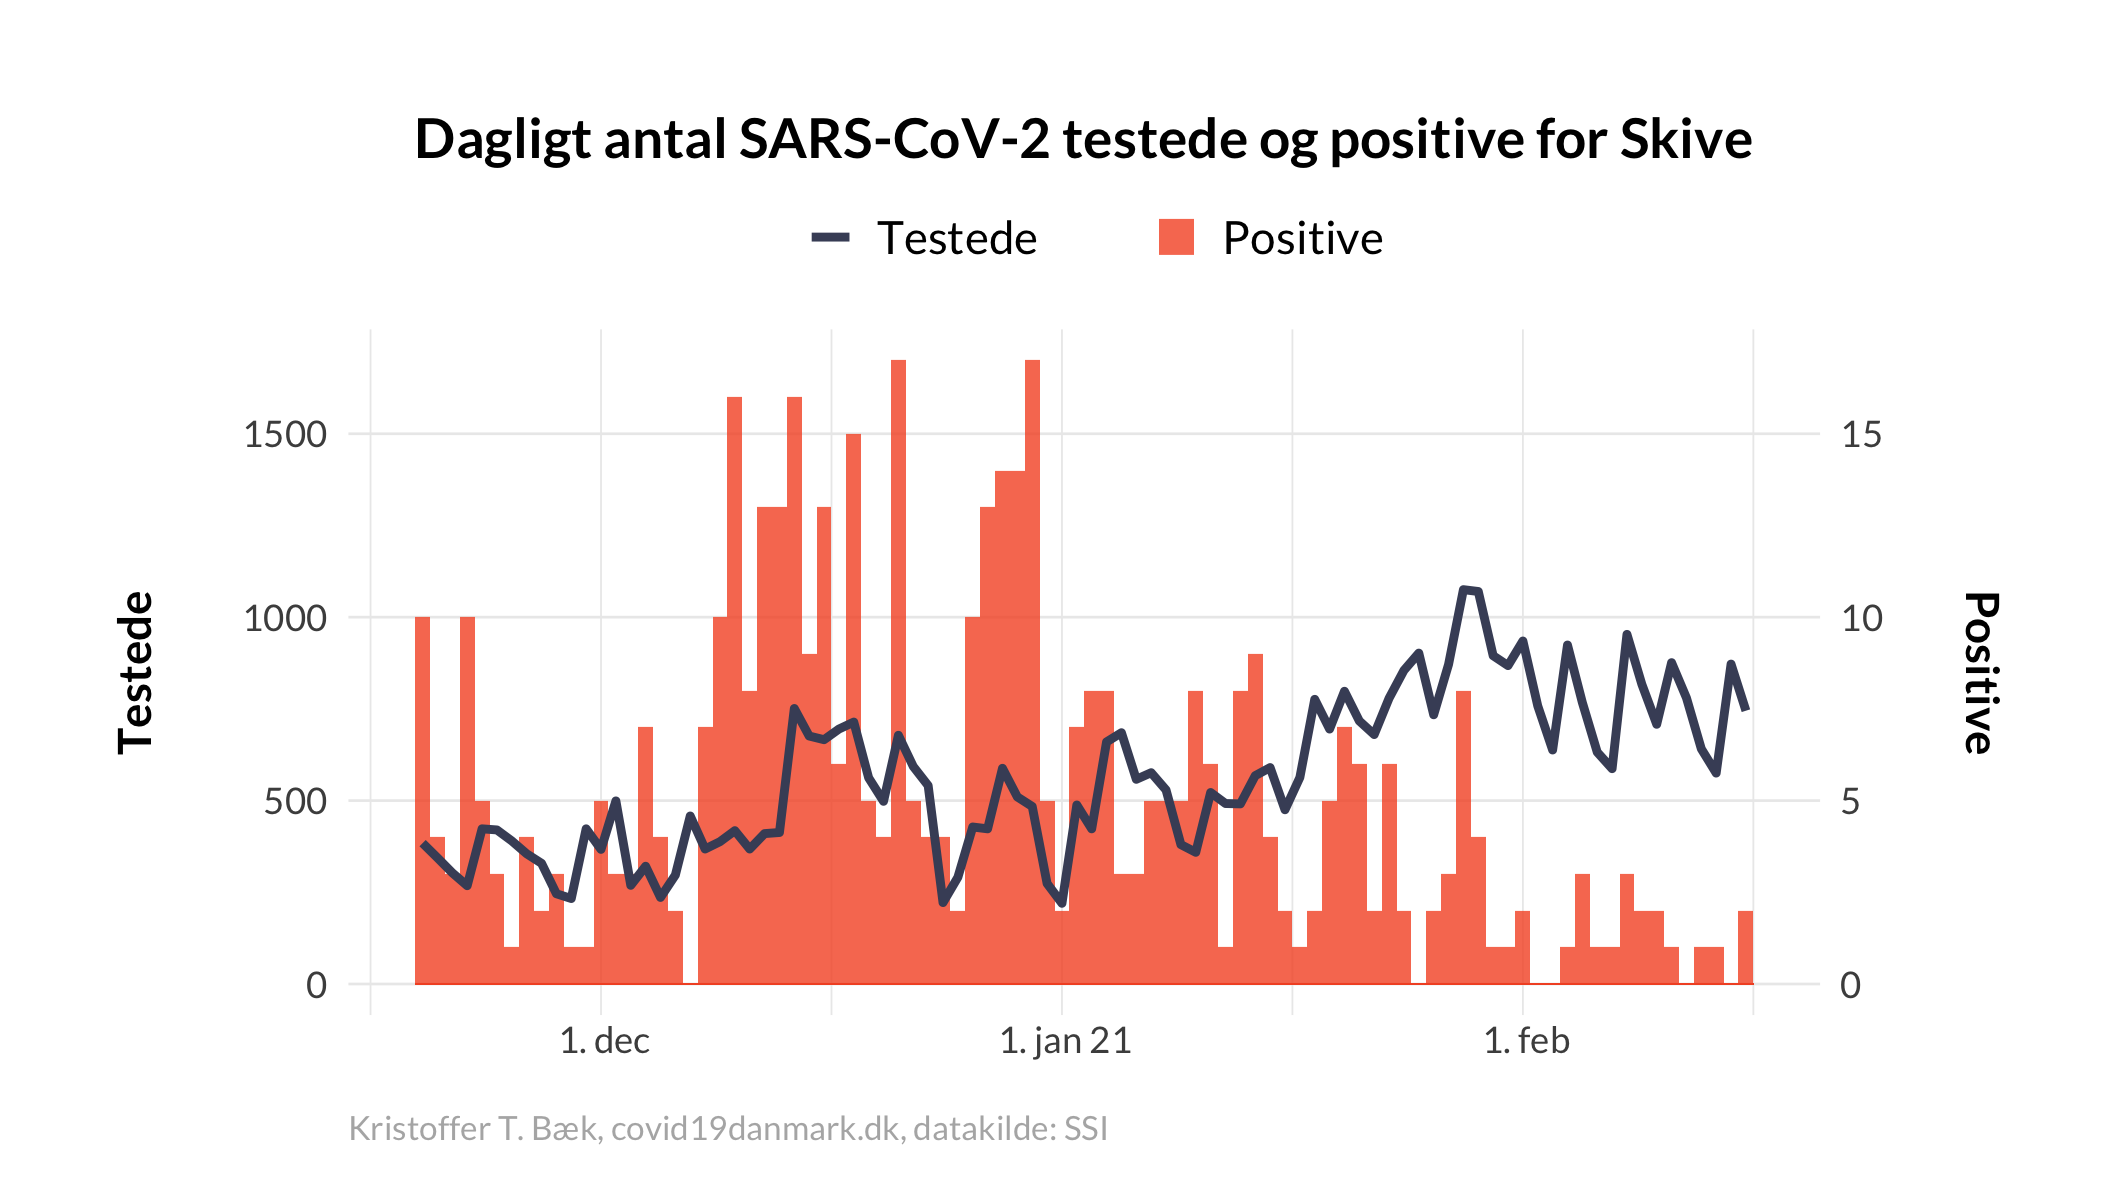 Dagligt antal SARS-CoV-2 testede og positive for Skive
Testede Positive
1500 15
1000 10
500 5
0 0
Testede
Positive
1. dec 1. jan 21 1. feb
Kristoffer T. Bæk, covid19danmark.dk, datakilde: SSI